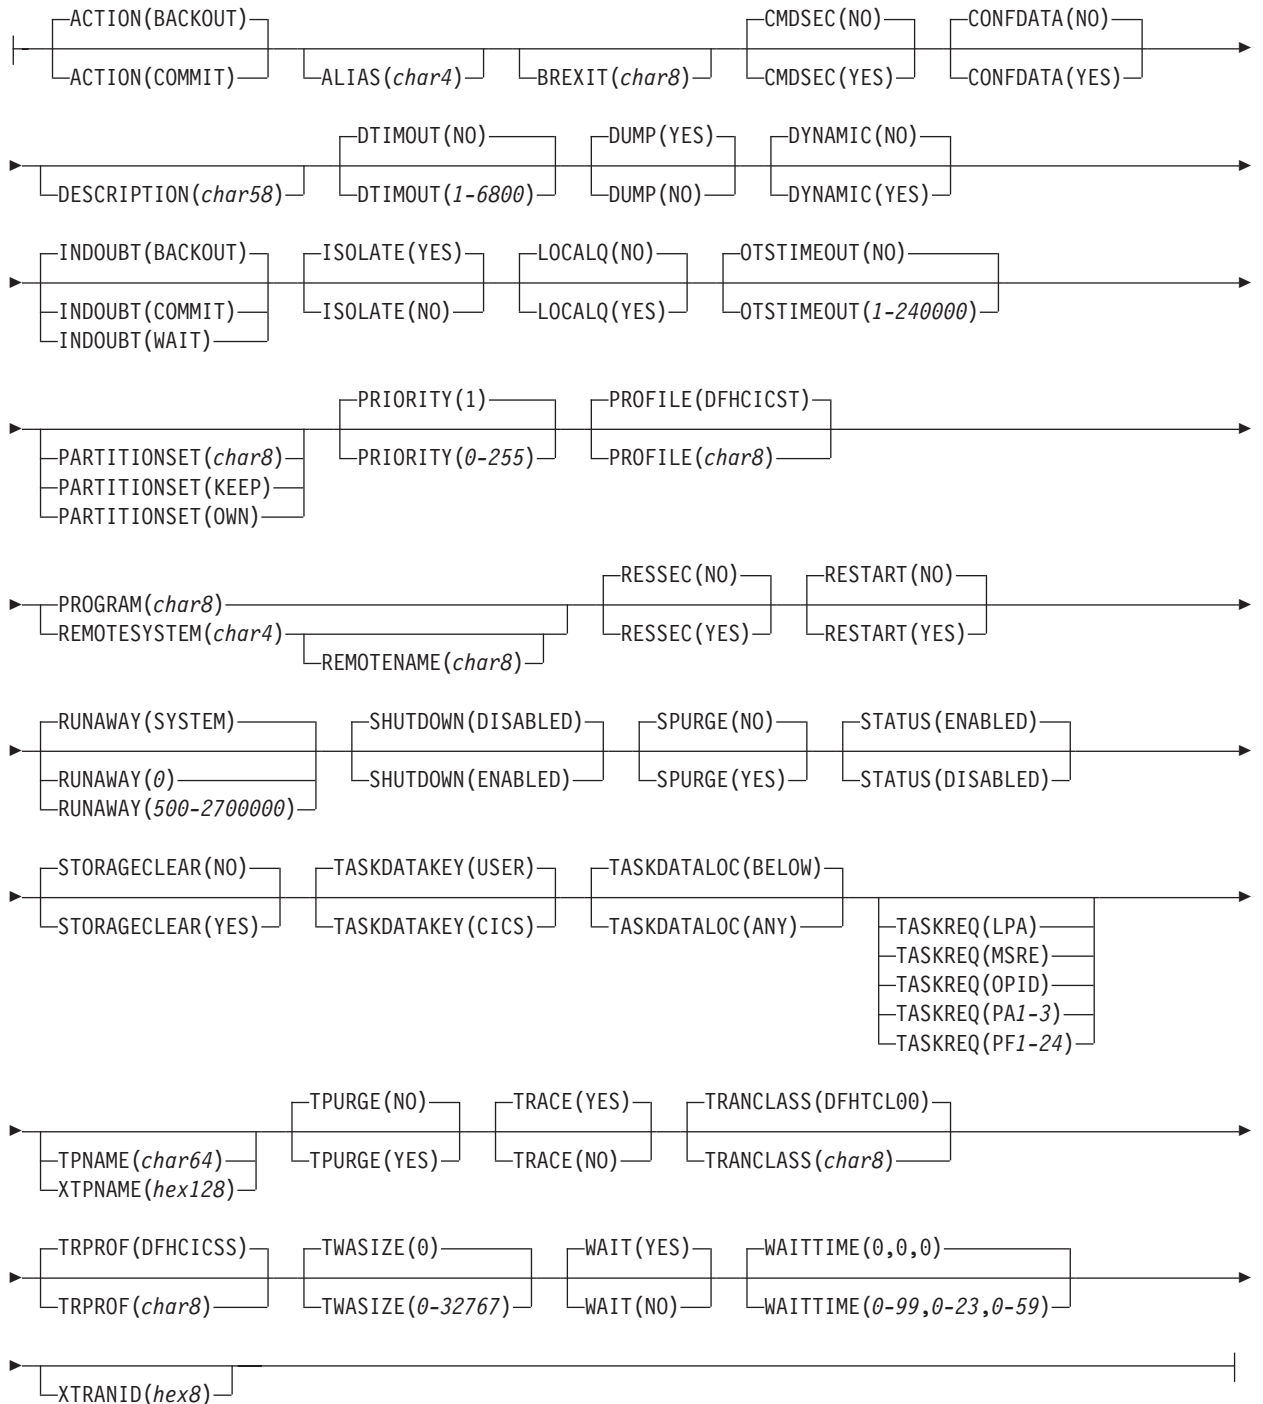 ACTION(BACKOUT) CMDSEC(NO) CONFDATA(NO)
ACTION(COMMIT) ALIAS(char4) BREXIT(char8) CMDSEC(YES) CONFDATA(YES)
DTIMOUT(NO) DUMP(YES) DYNAMIC(NO)
DESCRIPTION(char58) DTIMOUT(1-6800) DUMP(NO) DYNAMIC(YES)
INDOUBT(BACKOUT) ISOLATE(YES) LOCALQ(NO) OTSTIMEOUT(NO)
INDOUBT(COMMIT) ISOLATE(NO) LOCALQ(YES) OTSTIMEOUT(1-240000)
INDOUBT(WAIT)
PRIORITY(1) PROFILE(DFHCICST)
PARTITIONSET(char8) PRIORITY(0-255) PROFILE(char8)
PARTITIONSET(KEEP)
PARTITIONSET(OWN)
RESSEC(NO) RESTART(NO)
PROGRAM(char8)
REMOTESYSTEM(char4) RESSEC(YES) RESTART(YES)
REMOTENAME(char8)
RUNAWAY(SYSTEM) SHUTDOWN(DISABLED) SPURGE(NO) STATUS(ENABLED)
RUNAWAY(0) SHUTDOWN(ENABLED) SPURGE(YES) STATUS(DISABLED)
RUNAWAY(500-2700000)
STORAGECLEAR(NO) TASKDATAKEY(USER) TASKDATALOC(BELOW)
STORAGECLEAR(YES) TASKDATAKEY(CICS) TASKDATALOC(ANY) TASKREQ(LPA)
TASKREQ(MSRE)
TASKREQ(OPID)
TASKREQ(PA1-3)
TASKREQ(PF1-24)
TPURGE(NO) TRACE(YES) TRANCLASS(DFHTCL00)
TPNAME(char64) TPURGE(YES) TRACE(NO) TRANCLASS(char8)
XTPNAME(hex128)
TRPROF(DFHCICSS) TWASIZE(0) WAIT(YES) WAITTIME(0,0,0)
TRPROF(char8) TWASIZE(0-32767) WAIT(NO) WAITTIME(0-99,0-23,0-59)
XTRANID(hex8)